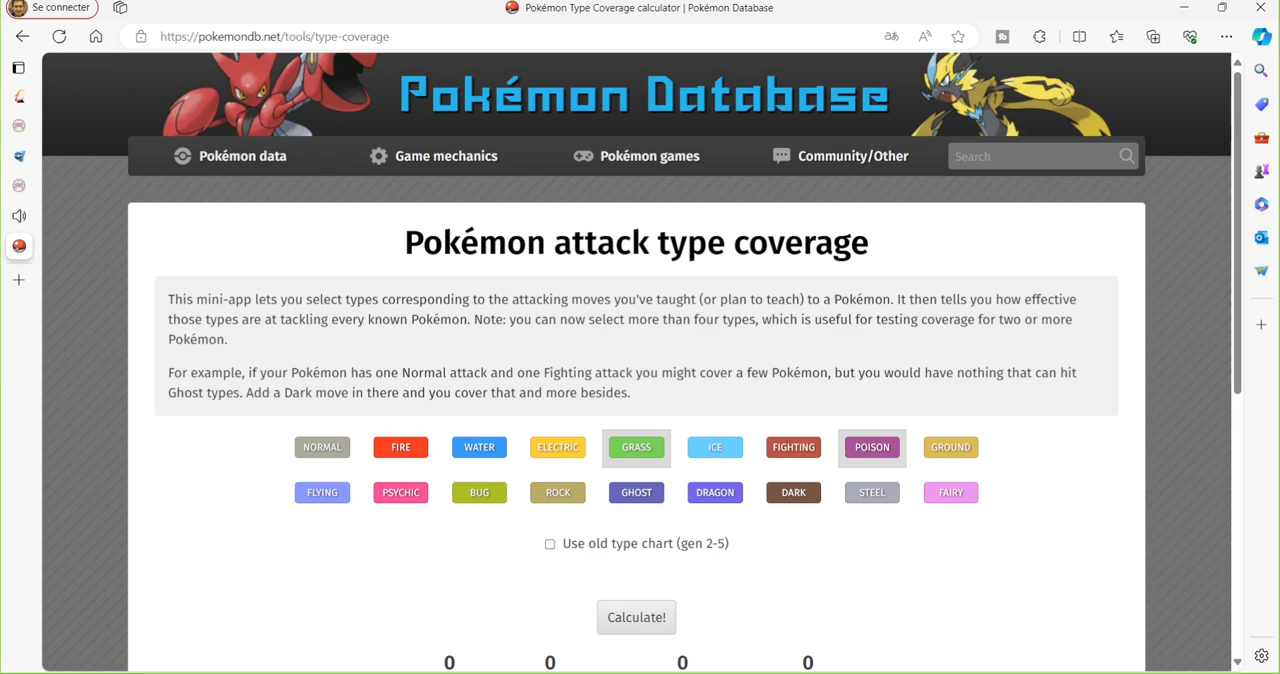 Se connecter
Pokémon Type Coverage calculator | Pokémon Database
https://pokemondb.net/tools/type-coverage
Pokémon Database
Pokémon data
Game mechanics
Pokémon games
Community/Other
Search
Pokémon attack type coverage
This mini-app lets you select types corresponding to the attacking moves you've taught (or plan to teach) to a Pokémon. It then tells you how effective
those types are at tackling every known Pokémon. Note: you can now select more than four types, which is useful for testing coverage for two or more
Pokémon.
For example, if your Pokémon has one Normal attack and one Fighting attack you might cover a few Pokémon, but you would have nothing that can hit
Ghost types. Add a Dark move in there and you cover that and more besides.
NORMAL FIRE WATER ELECTRIC GRASS ICE FIGHTING POISON GROUND
FLYING PSYCHIC BUG ROCK GHOST DRAGON DARK STEEL FAIRY
Use old type chart (gen 2-5)
Calculate!
0 0 0 0